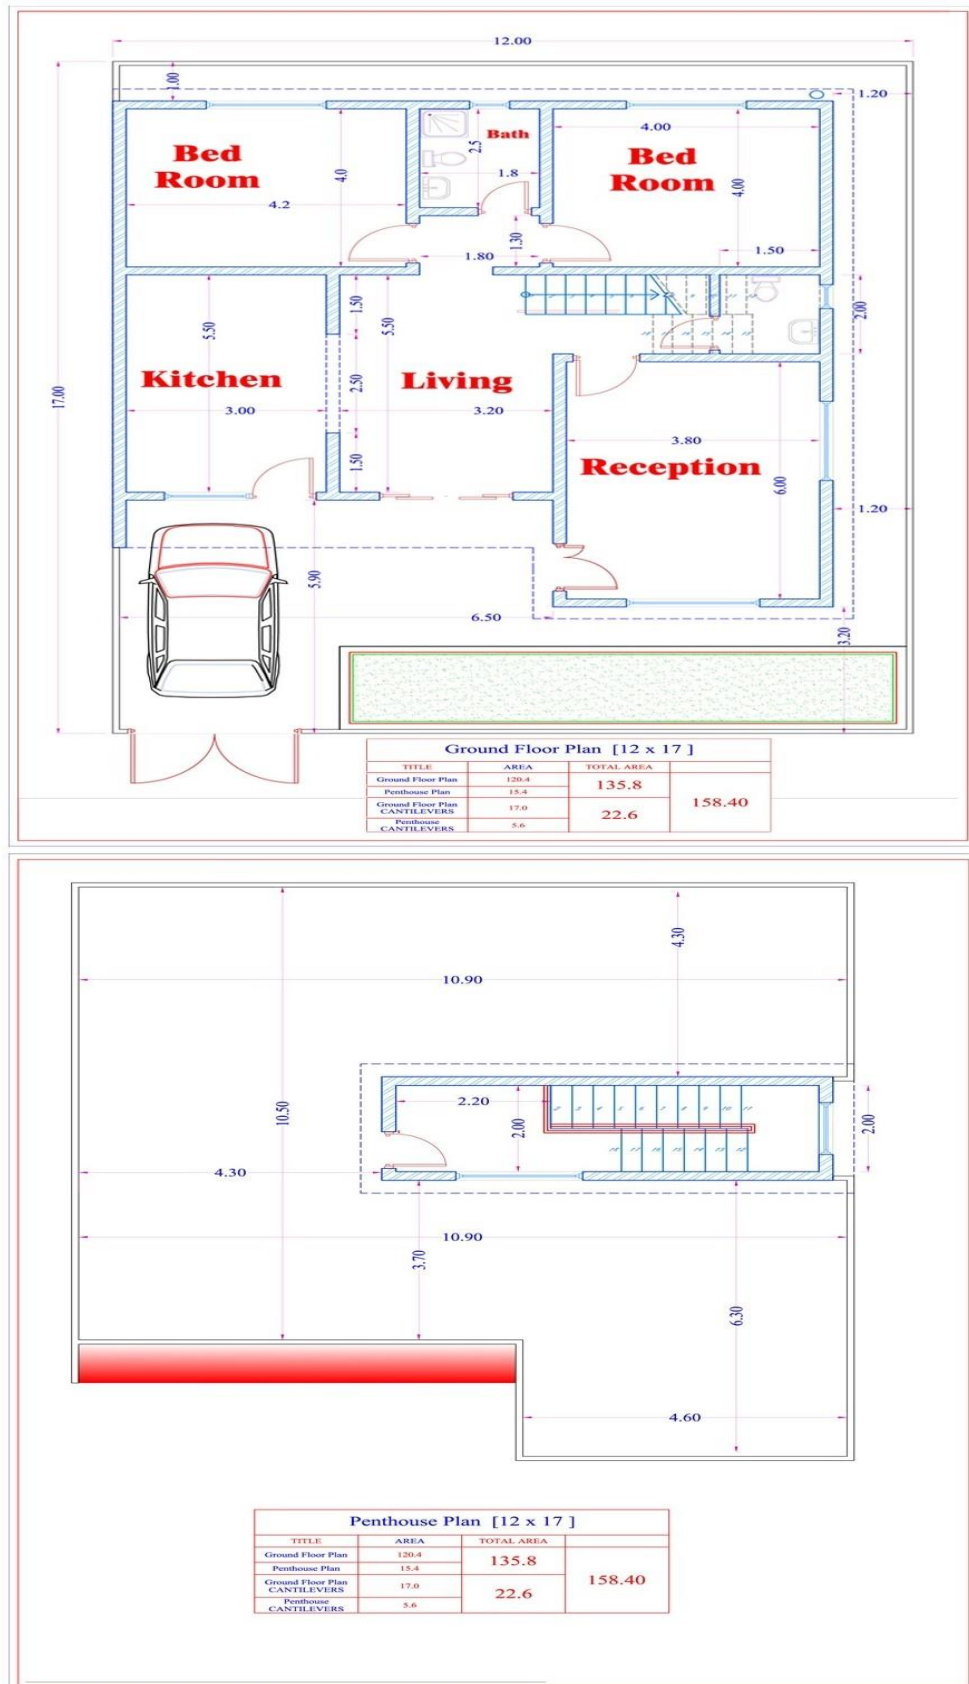 12.00
1.00
1.20
Bath
Bed
Room
4.0
2.5
4.00
Bed
Room
4.00
1.8
4.2
1.30
1.80
1.50
5.50
1.50
5.50
2.00
17.00
Kitchen
2.50
Living
3.00
3.20
3.80
Reception
1.50
6.00
1.20
5.90
6.50
3.20
Ground Floor Plan [12 x 17 ]
TITLE AREA TOTAL AREA
Ground Floor Plan 120.4 135.8
Penthouse Plan 15.4
158.40
Ground Floor Plan CANTILEVERS 17.0 22.6
Penthouse CANTILEVERS 5.6
4.30
10.90
2.20
10.50
2.00
2.00
4.30
10.90
3.70
6.30
4.60
Penthouse Plan [12 x 17 ]
TITLE AREA TOTAL AREA
Ground Floor Plan 120.4 135.8
Penthouse Plan 15.4
158.40
Ground Floor Plan CANTILEVERS 17.0 22.6
Penthouse CANTILEVERS 5.6